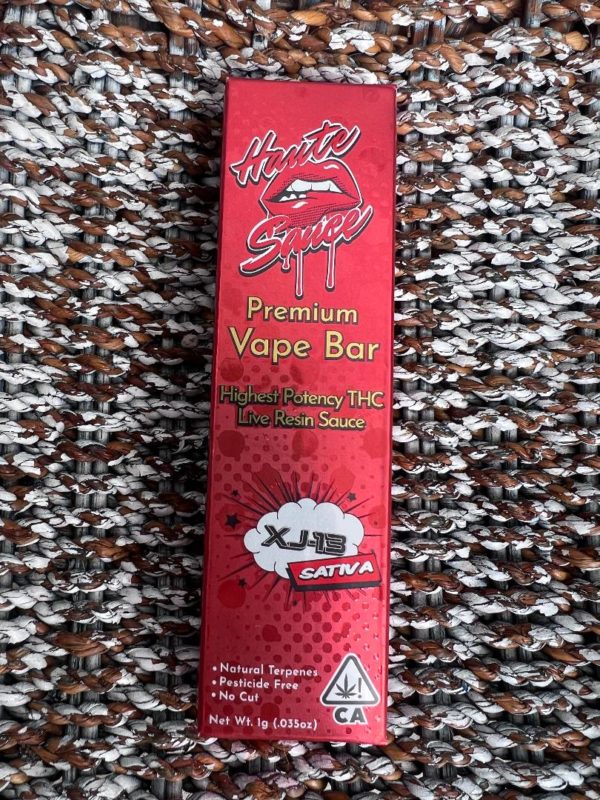 Haute
Sauce
Premium
Vape Bar
Highest Potency THC
Live Resin Sauce
XJ-13
SATIVA
• Natural Terpenes
• Pesticide Free
• No Cut
Net Wt. 1g (.035oz)
!
CA